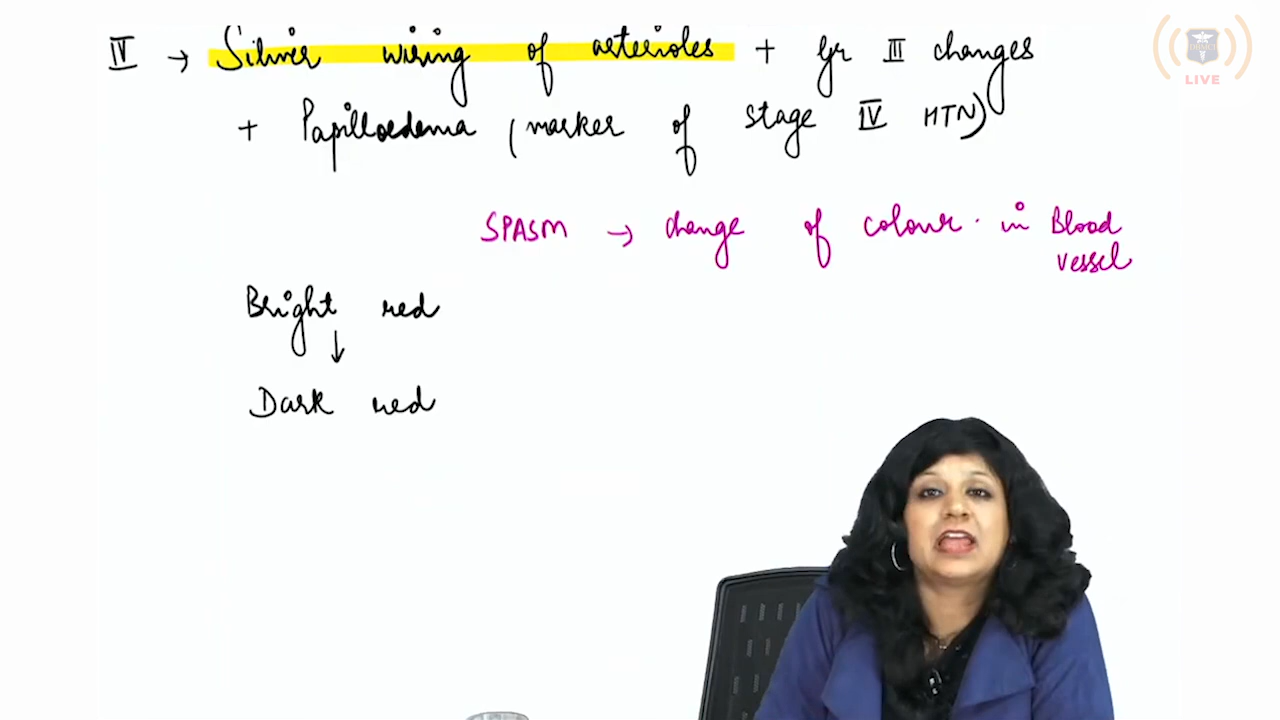 IV → Silver wiring of arterioles + Gr III changes
+ Papilloedema (marker of stage IV HTN)
SPASM → change of colour in Blood
vessel
Bright red
↓
Dark red
LIVE